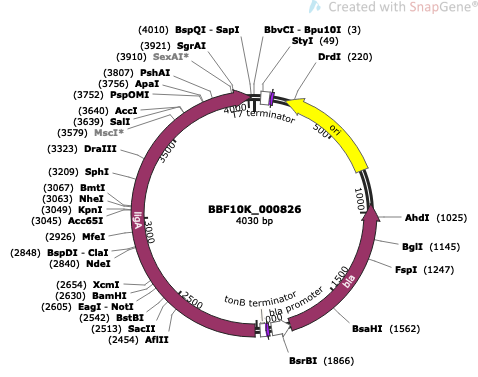 Created with SnapGene®
(4010) BspQI - SapI
BbvCI - Bpu10I (3)
(3921) SgrAI
StyI (49)
(3910) SexAI*
DrdI (220)
(3807) PshAI
(3756) ApaI
(3752) PspOMI
(3640) AccI
(3639) SalI
(3579) MscI*
(3323) DraIII
(3209) SphI
(3067) BmtI
(3063) NheI
(3049) KpnI
(3045) Acc65I
(2926) MfeI
(2848) BspDI - ClaI
(2840) NdeI
(2654) XcmI
(2630) BamHI
(2605) EagI - NotI
(2542) BstBI
(2513) SacII
(2454) AflII
4000
T7 terminator
ori
500
3500
1000
BBF10K_000826
4030 bp
AhdI (1025)
ligA
3000
BglI (1145)
FspI (1247)
1500
bla
tonB terminator
bla promoter
2500
BsaHI (1562)
BsrBI (1866)